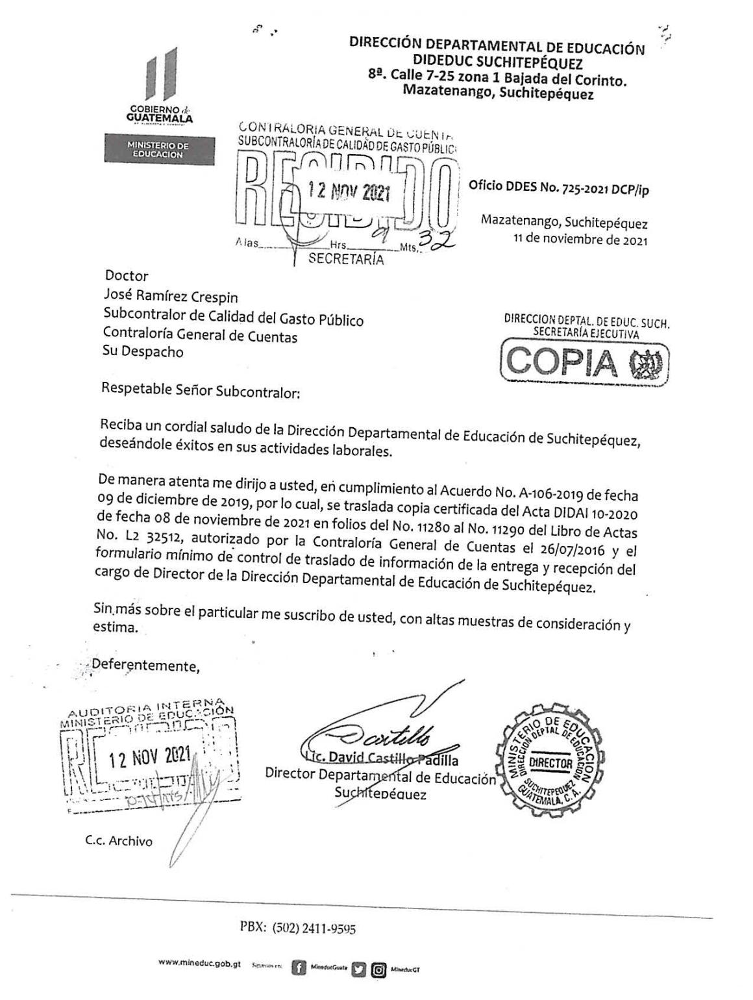 DIRECCIÓN DEPARTAMENTAL DE EDUCACIÓN
DIDEDUC SUCHITEPÉQUEZ
8ª. Calle 7-25 zona 1 Bajada del Corinto.
Mazatenango, Suchitepéquez
GOBIERNO de
GUATEMALA
MINISTERIO DE
EDUCACION
CONTRALORIA GENERAL DE CUENTA
SUBCONTRALORÍA DE CALIDAD DE GASTO PÚBLIC
RECIBIDO
12 NOV 2021
A las Hrs. 9 Mts. 32
SECRETARÍA
Oficio DDES No. 725-2021 DCP/ip
Mazatenango, Suchitepéquez
11 de noviembre de 2021
Doctor
José Ramírez Crespin
Subcontralor de Calidad del Gasto Público
Contraloría General de Cuentas
Su Despacho
DIRECCION DEPTAL. DE EDUC. SUCH.
SECRETARÍA EJECUTIVA
COPIA
Respetable Señor Subcontralor:
Reciba un cordial saludo de la Dirección Departamental de Educación de Suchitepéquez,
deseándole éxitos en sus actividades laborales.
De manera atenta me dirijo a usted, en cumplimiento al Acuerdo No. A-106-2019 de fecha
09 de diciembre de 2019, por lo cual, se traslada copia certificada del Acta DIDAI 10-2020
de fecha 08 de noviembre de 2021 en folios del No. 11280 al No. 11290 del Libro de Actas
No. L2 32512, autorizado por la Contraloría General de Cuentas el 26/07/2016 y el
formulario mínimo de control de traslado de información de la entrega y recepción del
cargo de Director de la Dirección Departamental de Educación de Suchitepéquez.
Sin más sobre el particular me suscribo de usted, con altas muestras de consideración y
estima.
Deferentemente,
AUDITORIA INTERNA
MINISTERIO DE EDUCACIÓN
12 NOV 2021
DCastillo
Lic. David Castillo Padilla
Director Departamental de Educación
Suchitepéquez
MINISTERIO DE EDUCACION
DIRECCIÓN DEPTAL DE EDUCACIÓN
DIRECTOR
SUCHITEPEQUEZ
GUATEMALA, C. A.
C.c. Archivo
PBX: (502) 2411-9595
www.mineduc.gob.gt Síguenos en: MineducGuate MineducGT